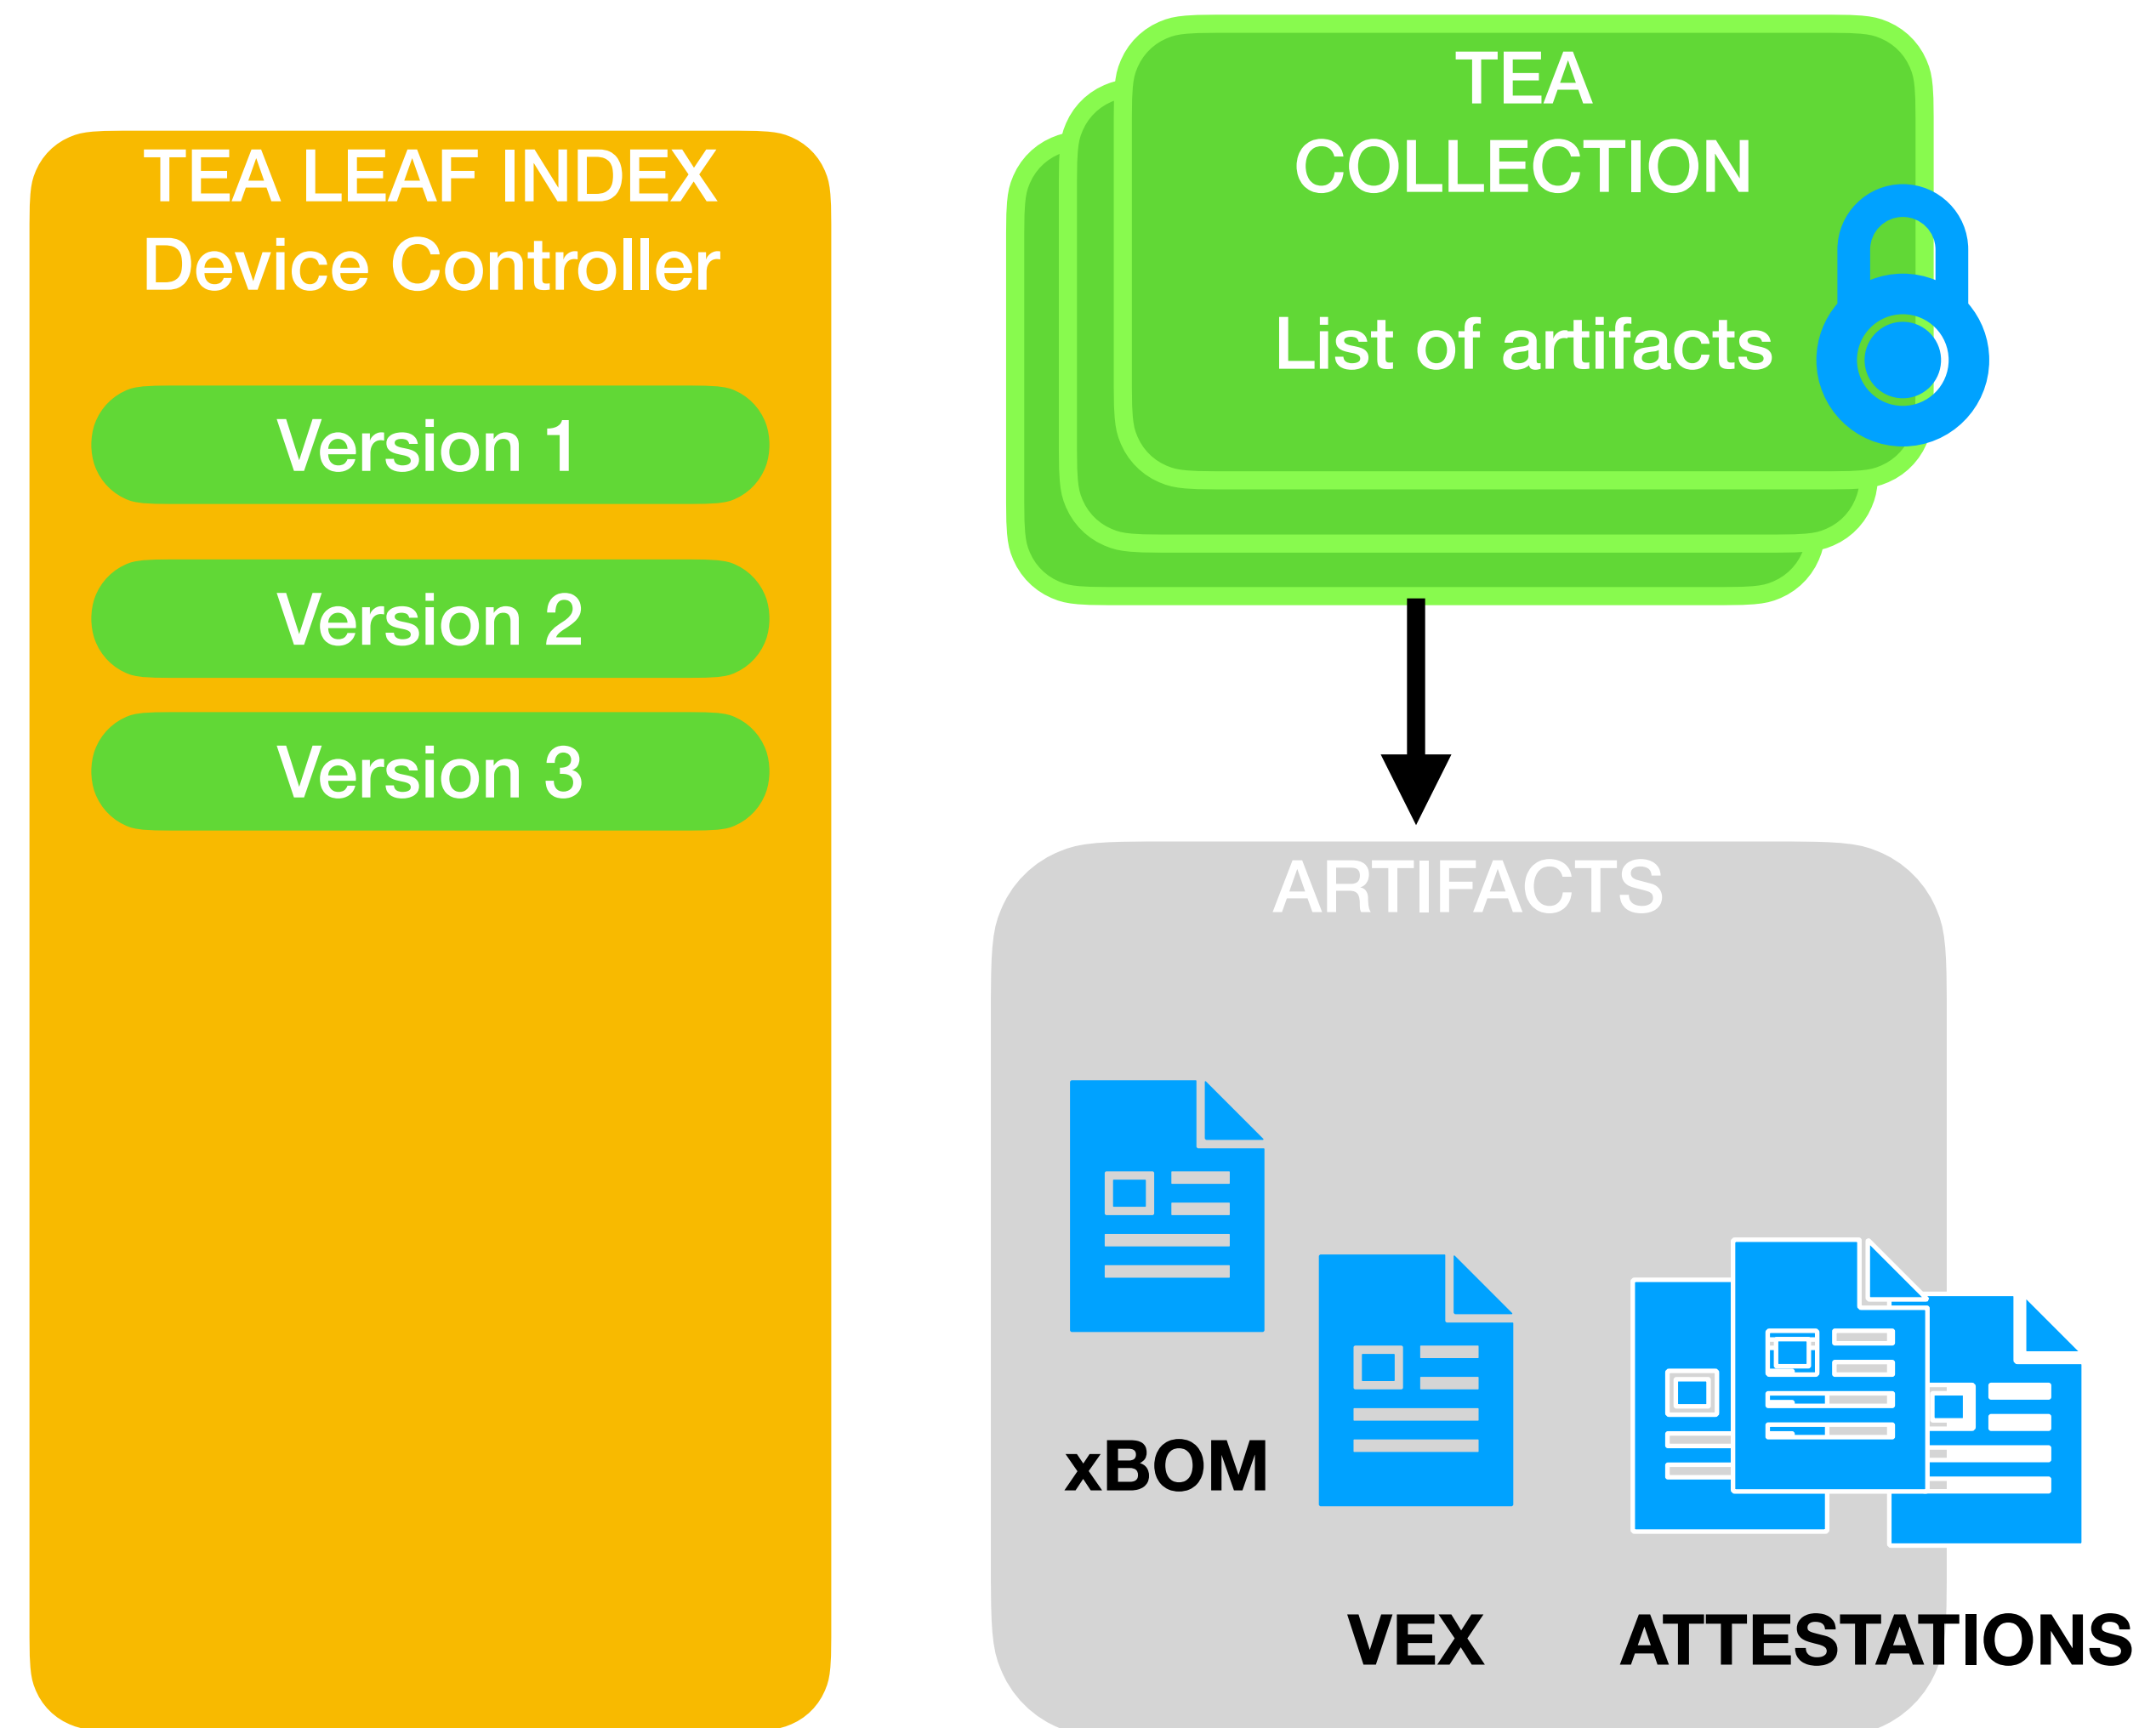 TEA LEAF INDEX
Device Controller
Version 1
Version 2
Version 3
TEA
COLLECTION
List of artifacts
ARTIFACTS
xBOM
VEX
ATTESTATIONS